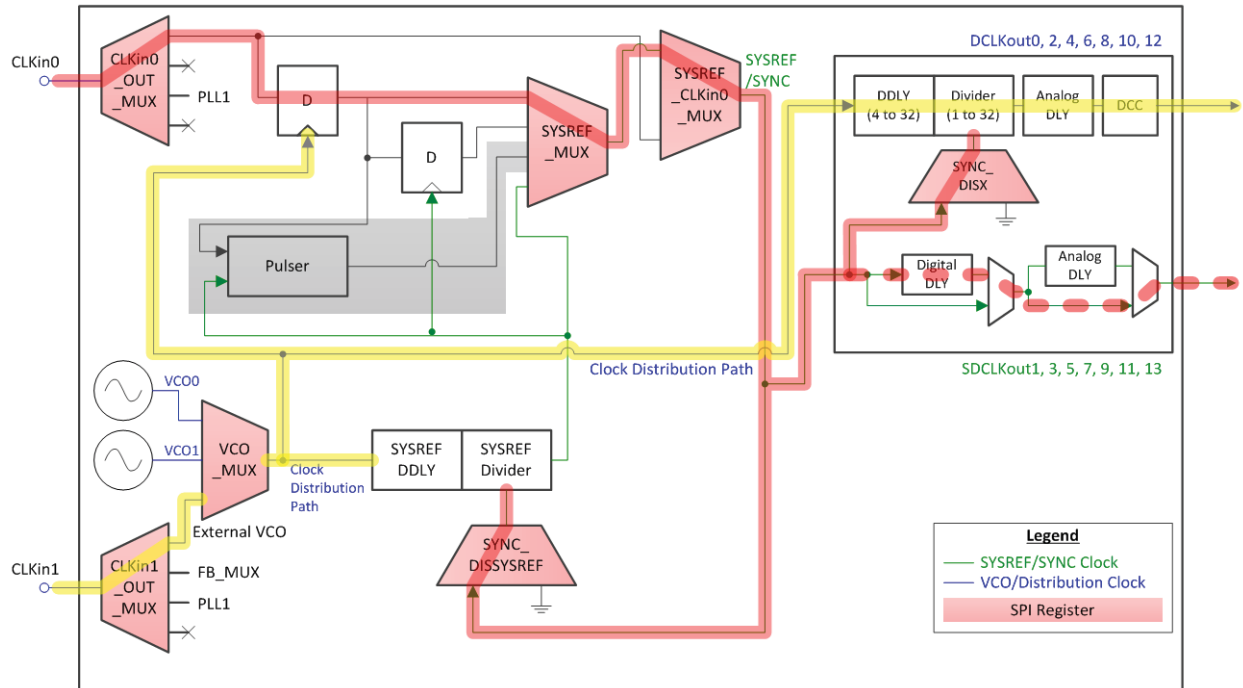 CLKin0
CLKin0
_OUT
_MUX
PLL1
D
D
Pulser
SYSREF
_MUX
SYSREF
_CLKin0
_MUX
SYSREF
/SYNC
DCLKout0, 2, 4, 6, 8, 10, 12
DDLY
(4 to 32)
Divider
(1 to 32)
Analog
DLY
DCC
SYNC_
DISX
Digital
DLY
Analog
DLY
SDCLKout1, 3, 5, 7, 9, 11, 13
Clock Distribution Path
VCO0
VCO1
VCO
_MUX
Clock
Distribution
Path
External VCO
SYSREF
DDLY
SYSREF
Divider
SYNC_
DISSYSREF
CLKin1
CLKin1
_OUT
_MUX
FB_MUX
PLL1
Legend
SYSREF/SYNC Clock
VCO/Distribution Clock
SPI Register